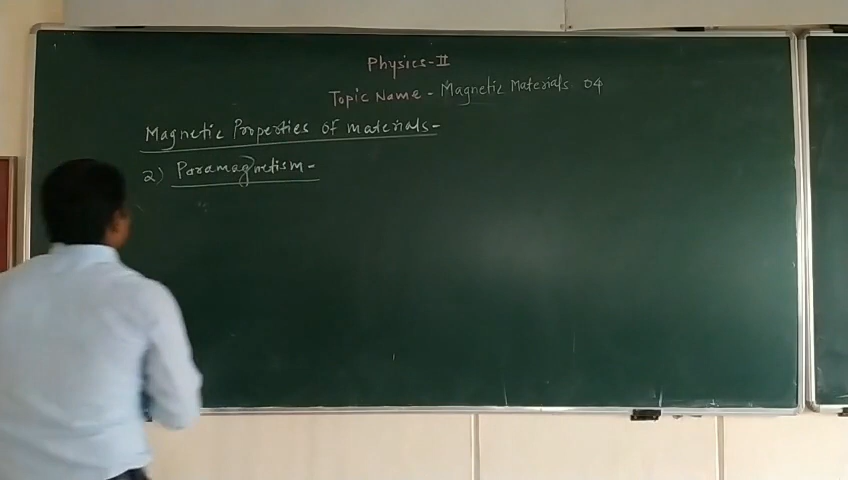 Physics-II
Topic Name - Magnetic Materials 04
Magnetic Properties of materials-
2) Paramagnetism-